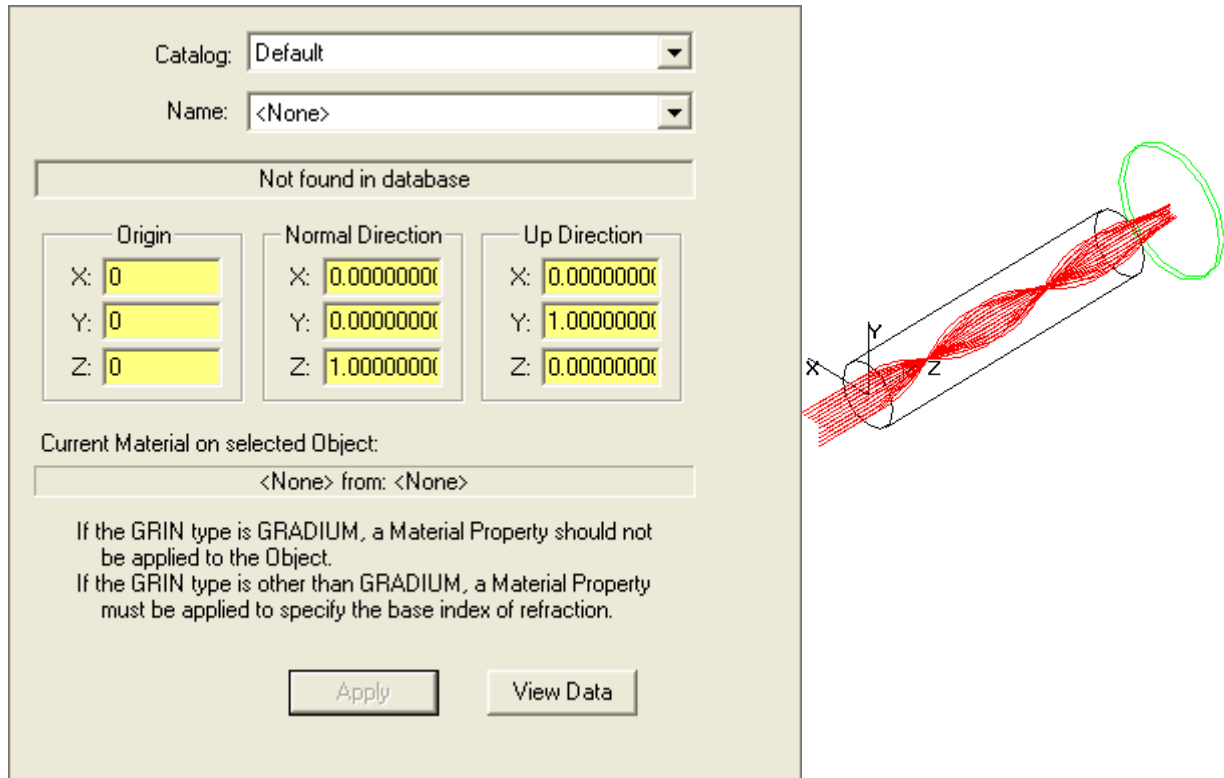 Catalog: Default
Name: <None>
Not found in database
Origin Normal Direction Up Direction
X: 0 X: 0.0000000( X: 0.0000000(
Y: 0 Y: 0.0000000( Y: 1.0000000(
Z: 0 Z: 1.0000000( Z: 0.0000000(
Current Material on selected Object:
<None> from: <None>
If the GRIN type is GRADIUM, a Material Property should not
be applied to the Object.
If the GRIN type is other than GRADIUM, a Material Property
must be applied to specify the base index of refraction.
Apply View Data
Y
X
Z